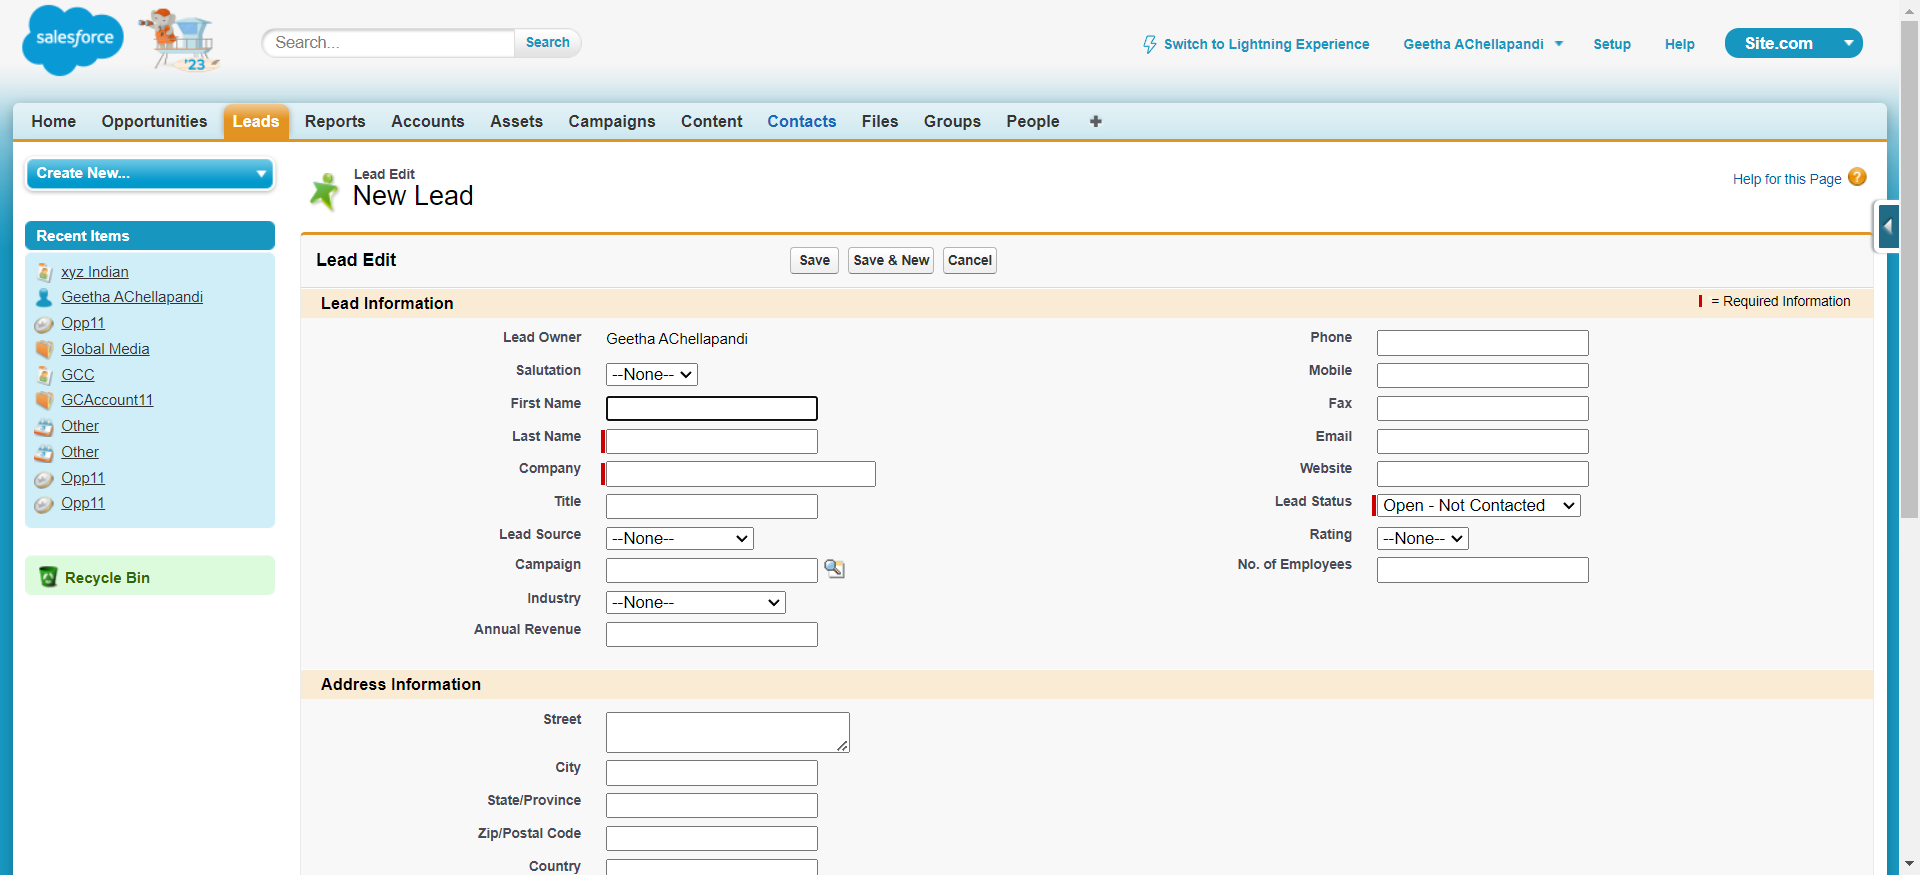 salesforce
'23
Search...
Search
Switch to Lightning Experience
Geetha AChellapandi
Setup
Help
Site.com
Home
Opportunities
Leads
Reports
Accounts
Assets
Campaigns
Content
Contacts
Files
Groups
People
Create New...
Recent Items
xyz Indian
Geetha AChellapandi
Opp11
Global Media
GCC
GCAccount11
Other
Other
Opp11
Opp11
Recycle Bin
Lead Edit
New Lead
Help for this Page
Lead Edit
Save
Save & New
Cancel
Lead Information
= Required Information
Lead Owner
Geetha AChellapandi
Salutation
--None--
First Name
Last Name
Company
Title
Lead Source
--None--
Campaign
Industry
--None--
Annual Revenue
Phone
Mobile
Fax
Email
Website
Lead Status
Open - Not Contacted
Rating
--None--
No. of Employees
Address Information
Street
City
State/Province
Zip/Postal Code
Country